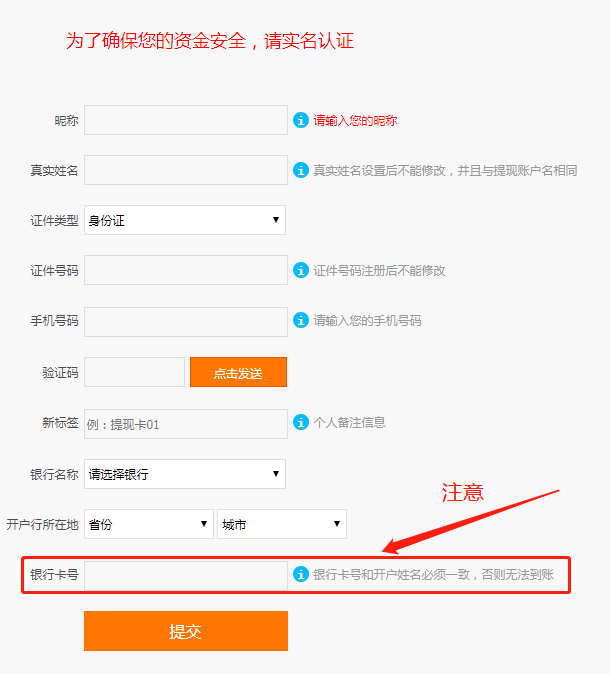 为了确保您的资金安全，请实名认证
昵称 请输入您的昵称
真实姓名 真实姓名设置后不能修改，并且与提现账户名相同
证件类型 身份证
证件号码 证件号码注册后不能修改
手机号码 请输入您的手机号码
验证码 点击发送
新标签 例：提现卡01 个人备注信息
银行名称 请选择银行
注意
开户行所在地 省份 城市
银行卡号 银行卡号和开户姓名必须一致，否则无法到账
提交